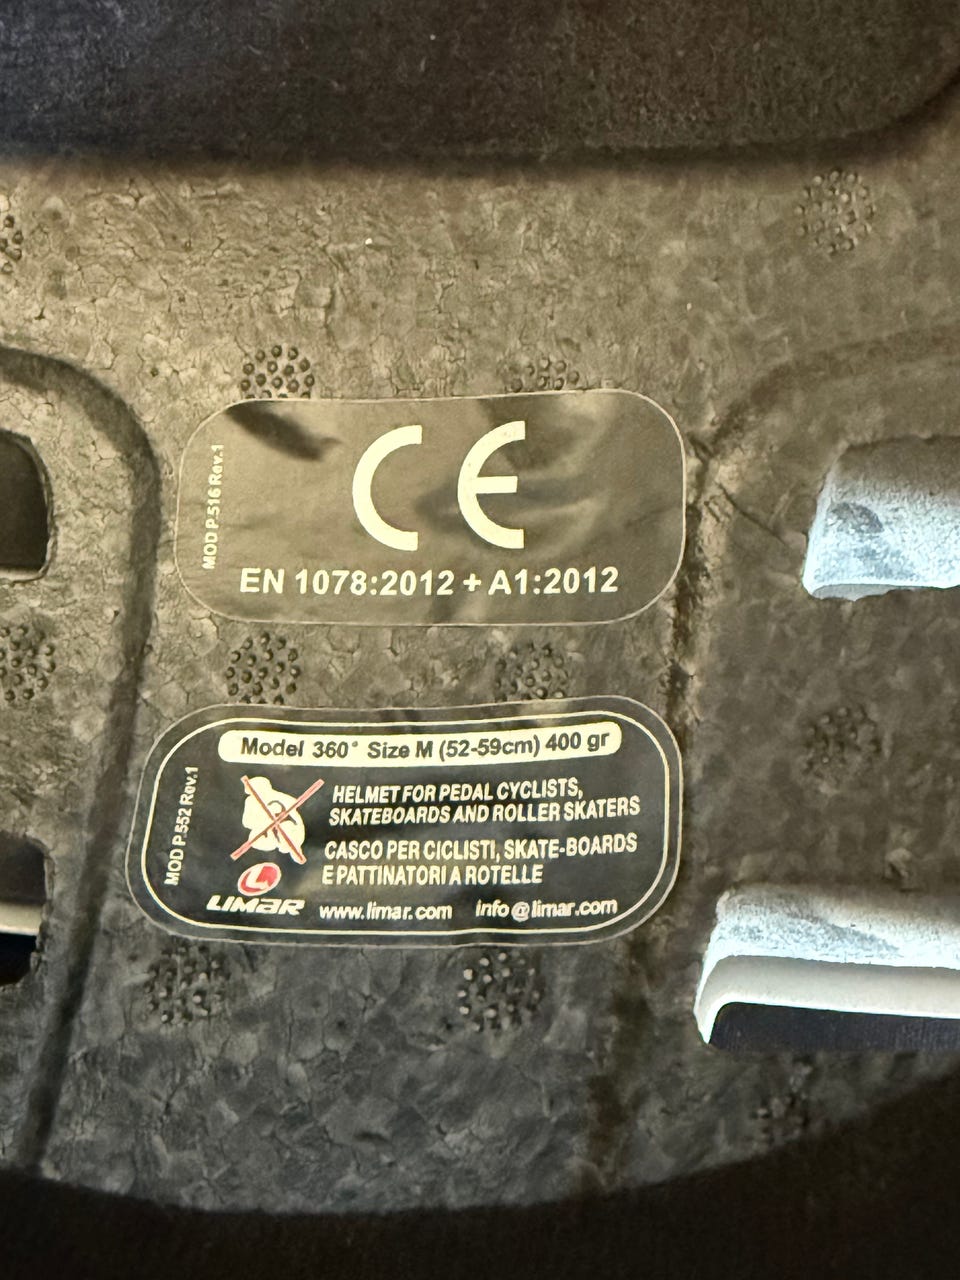 CE
MOD P.516 Rev.1
EN 1078:2012 + A1:2012
Model 360° Size M (52-59cm) 400 gr
MOD P.552 Rev.1
HELMET FOR PEDAL CYCLISTS,
SKATEBOARDS AND ROLLER SKATERS
CASCO PER CICLISTI, SKATE-BOARDS
E PATTINATORI A ROTELLE
LIMAR www.limar.com info@limar.com